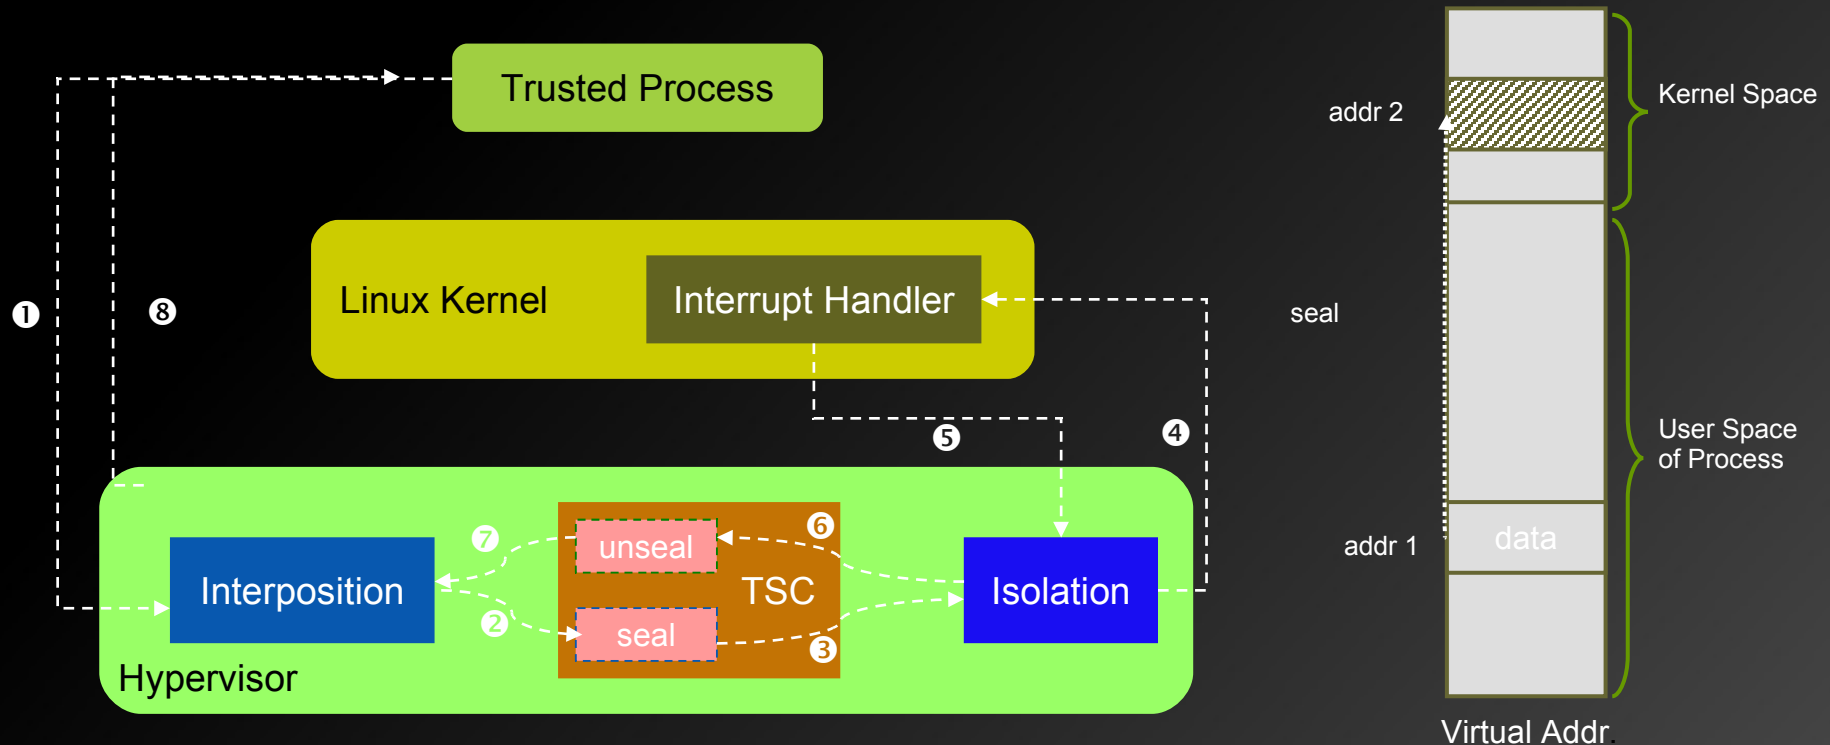 Trusted Process
Kernel Space
addr 2
Linux Kernel
Interrupt Handler
❶
❽
seal
❺
❹
User Space
of Process
❼
unseal
❻
addr 1
data
Interposition
TSC
Isolation
❷
seal
❸
Hypervisor
Virtual Addr.